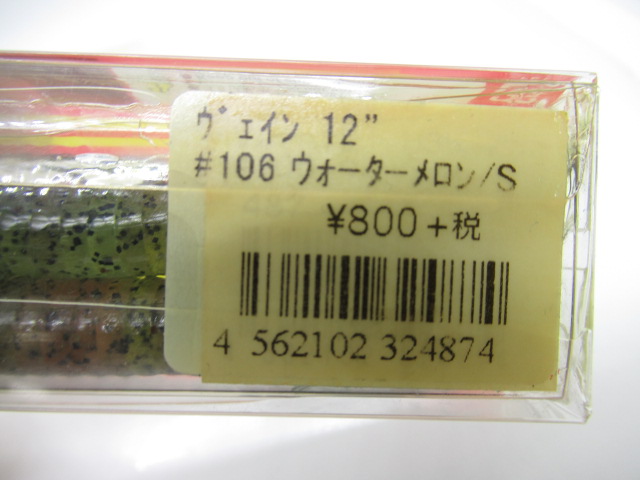 ヴェイン 12”
#106 ウォーターメロン/S
¥800+税
4 562102 324874